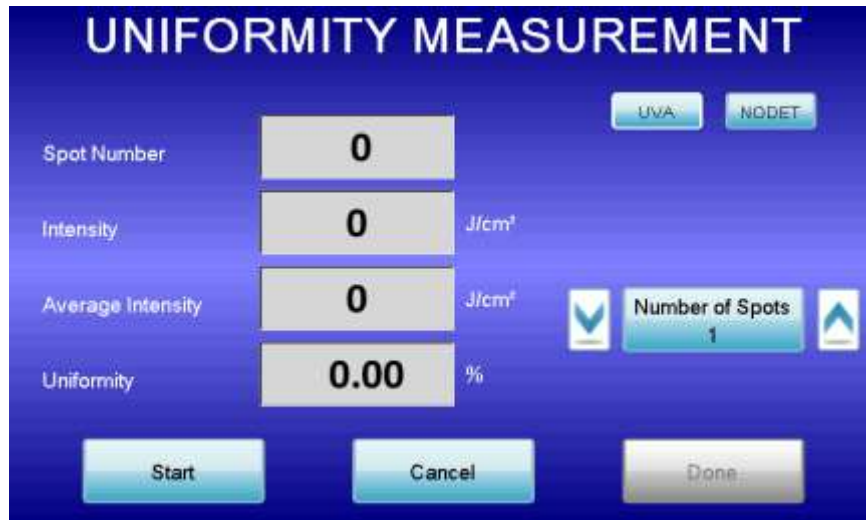 UNIFORMITY MEASUREMENT
UVA NODET
Spot Number 0
Intensity 0 J/cm²
Average Intensity 0 J/cm²
Number of Spots
1
Uniformity 0.00 %
Start Cancel Done